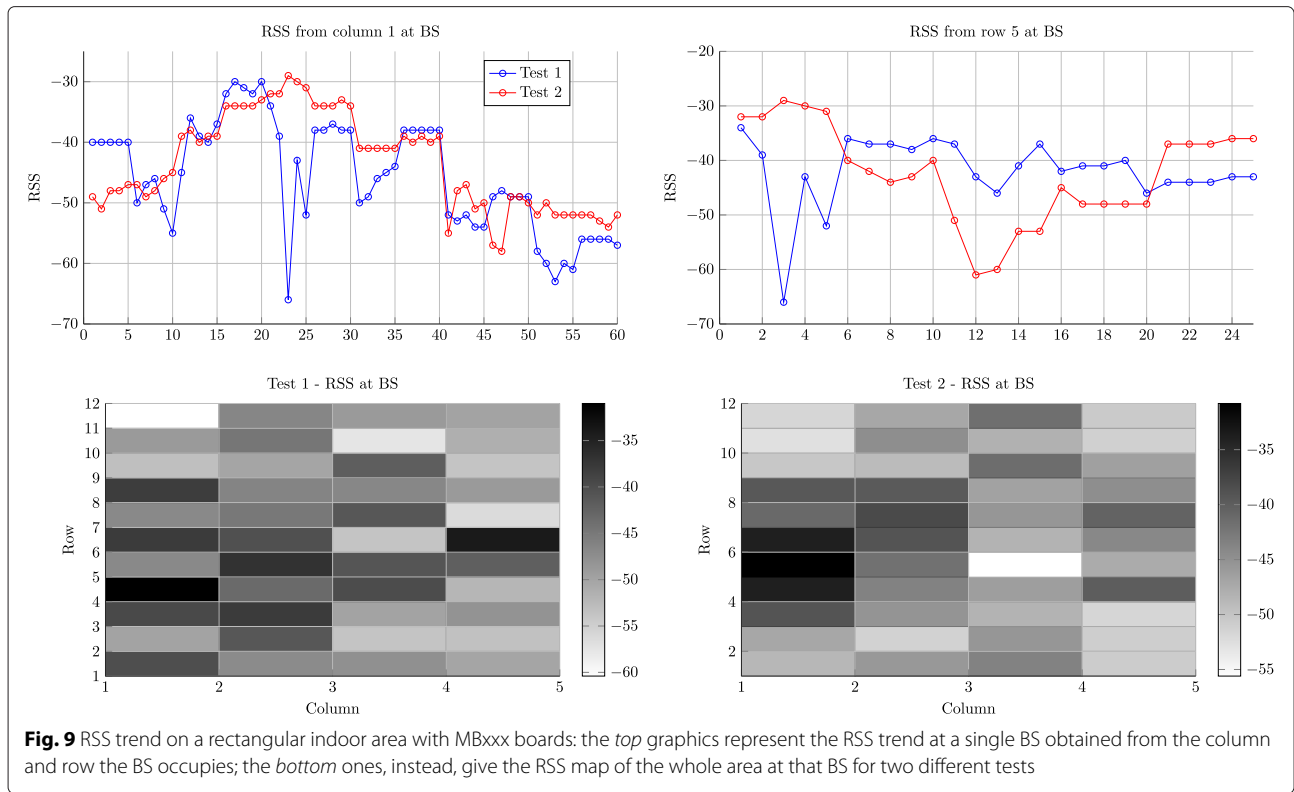 RSS from column 1 at BS
RSS from row 5 at BS
Test 1
Test 2
−30
−40
−50
−60
−70
RSS
0 5 10 15 20 25 30 35 40 45 50 55 60
−20
−30
−40
−50
−60
−70
RSS
0 2 4 6 8 10 12 14 16 18 20 22 24
Test 1 - RSS at BS
12
11
10
9
8
7
6
5
4
3
2
1
Row
1 2 3 4 5
Column
−35
−40
−45
−50
−55
−60
Test 2 - RSS at BS
12
10
8
6
4
2
Row
1 2 3 4 5
Column
−35
−40
−45
−50
−55
Fig. 9 RSS trend on a rectangular indoor area with MBxxx boards: the top graphics represent the RSS trend at a single BS obtained from the column
and row the BS occupies; the bottom ones, instead, give the RSS map of the whole area at that BS for two different tests